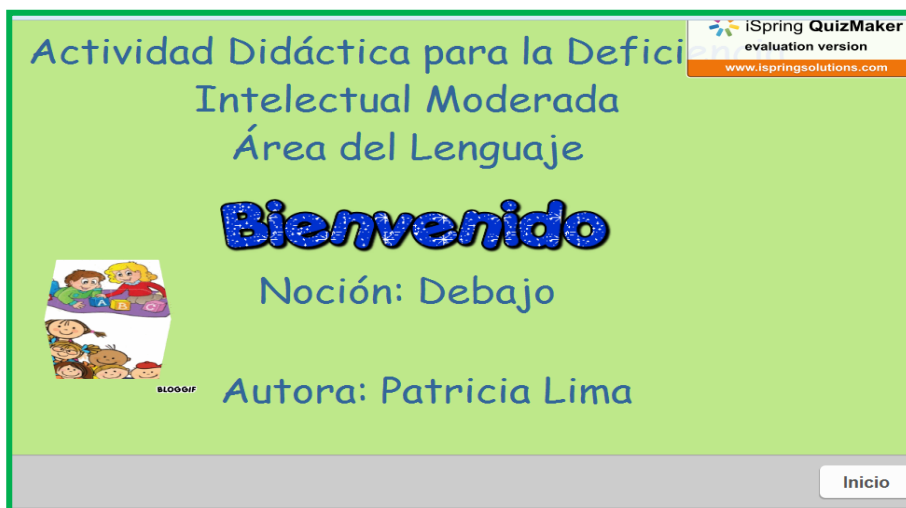 Actividad Didáctica para la Defici
iSpring QuizMaker
evaluation version
www.ispringsolutions.com
Intelectual Moderada
Área del Lenguaje
Bienvenido
Noción: Debajo
A B C
BLOGGIF
Autora: Patricia Lima
Inicio